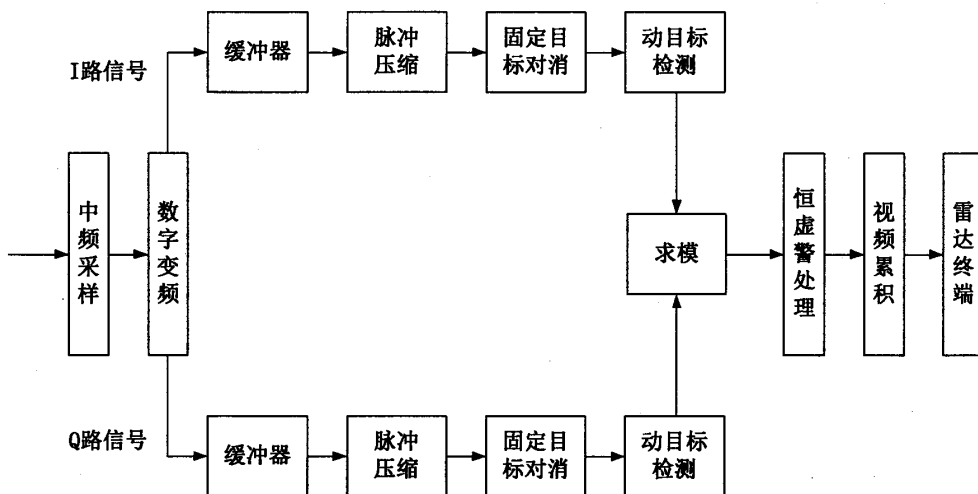 I路信号
缓冲器
脉冲
压缩
固定目
标对消
动目标
检测
中频采样
数字变频
求模
恒虚警处理
视频累积
雷达终端
Q路信号
缓冲器
脉冲
压缩
固定目
标对消
动目标
检测